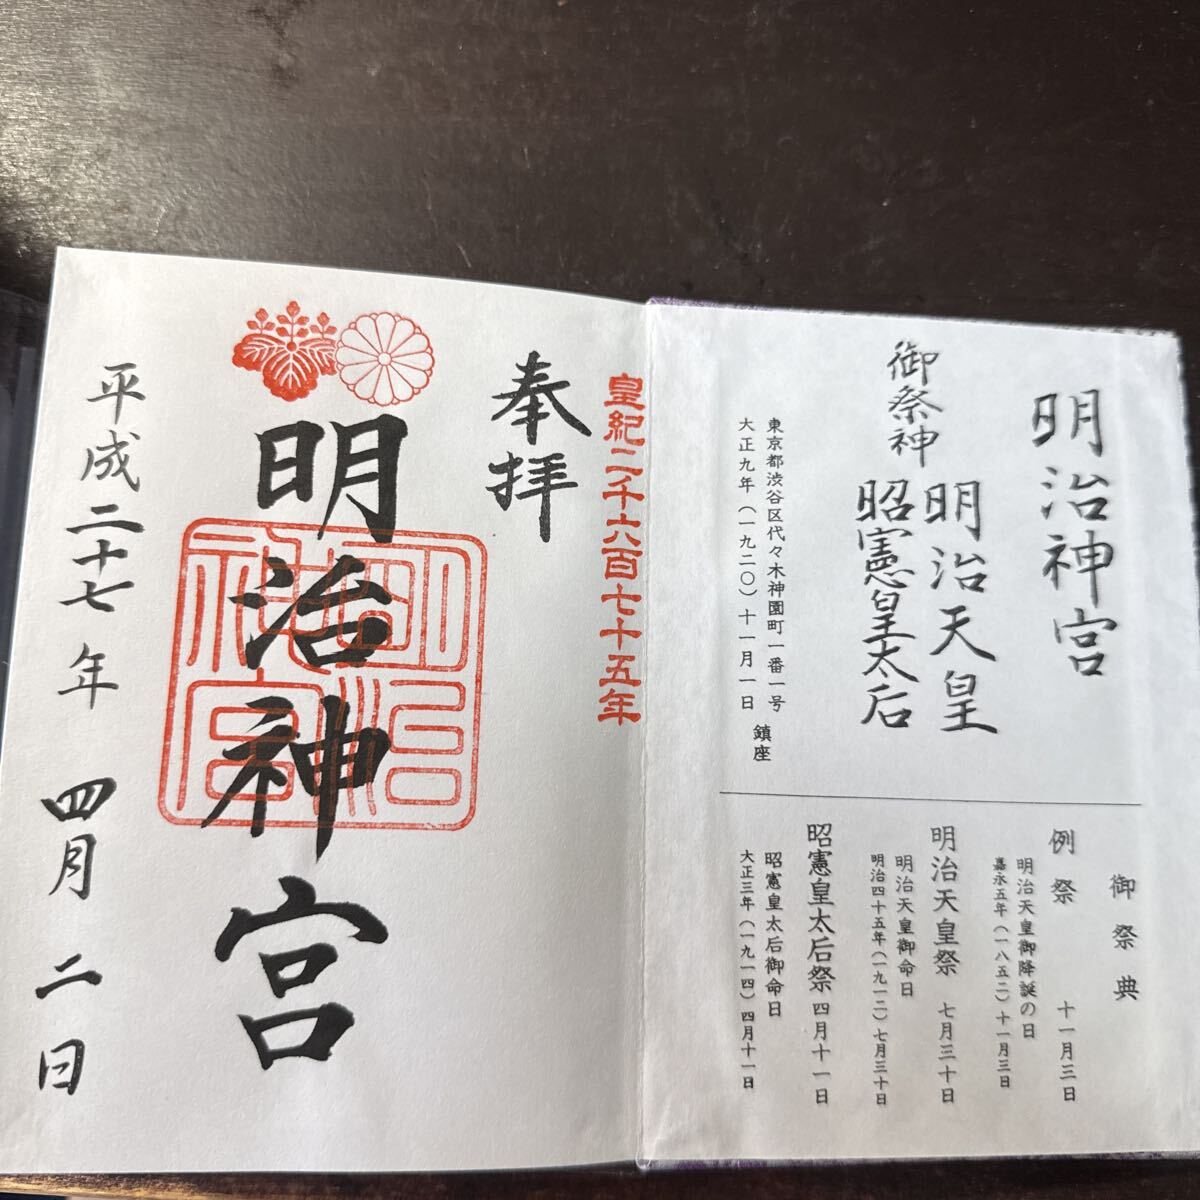 明治神宮
御祭神
明治天皇
昭憲皇太后
東京都渋谷区代々木神園町一番一号
大正九年(一九二〇)十一月一日 鎮座
御祭典
例祭 十一月三日
明治天皇御降誕の日
嘉永五年(一八五二)十一月三日
明治天皇祭 七月三十日
明治天皇御命日
明治四十五年(一九一二)七月三十日
昭憲皇太后祭 四月十一日
昭憲皇太后御命日
大正三年(一九一四)四月十一日
皇紀二千六百七十五年
奉拝
明治神宮
明治
神宮
平成二十七年 四月 二日